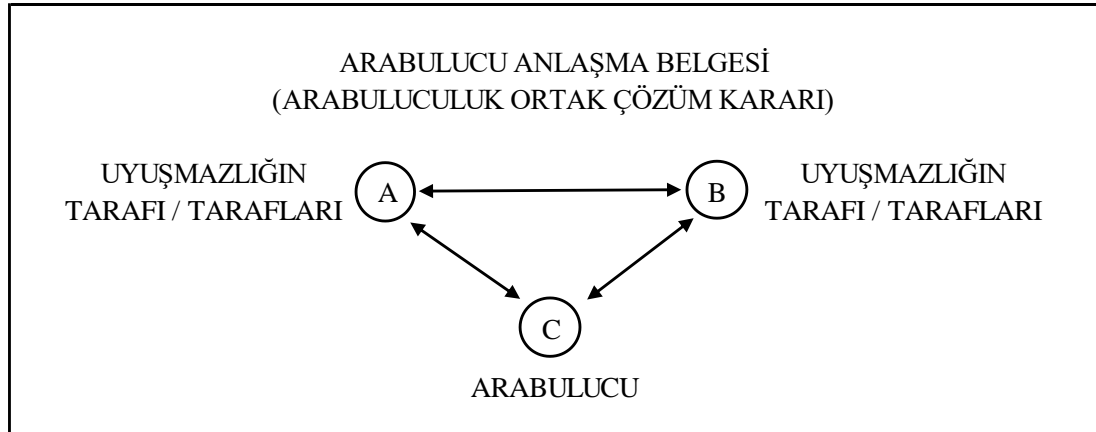 ARABULUCU ANLAŞMA BELGESİ
(ARABULUCULUK ORTAK ÇÖZÜM KARARI)
UYUŞMAZLIĞIN
TARAFI / TARAFLARI
A
B
UYUŞMAZLIĞIN
TARAFI / TARAFLARI
C
ARABULUCU